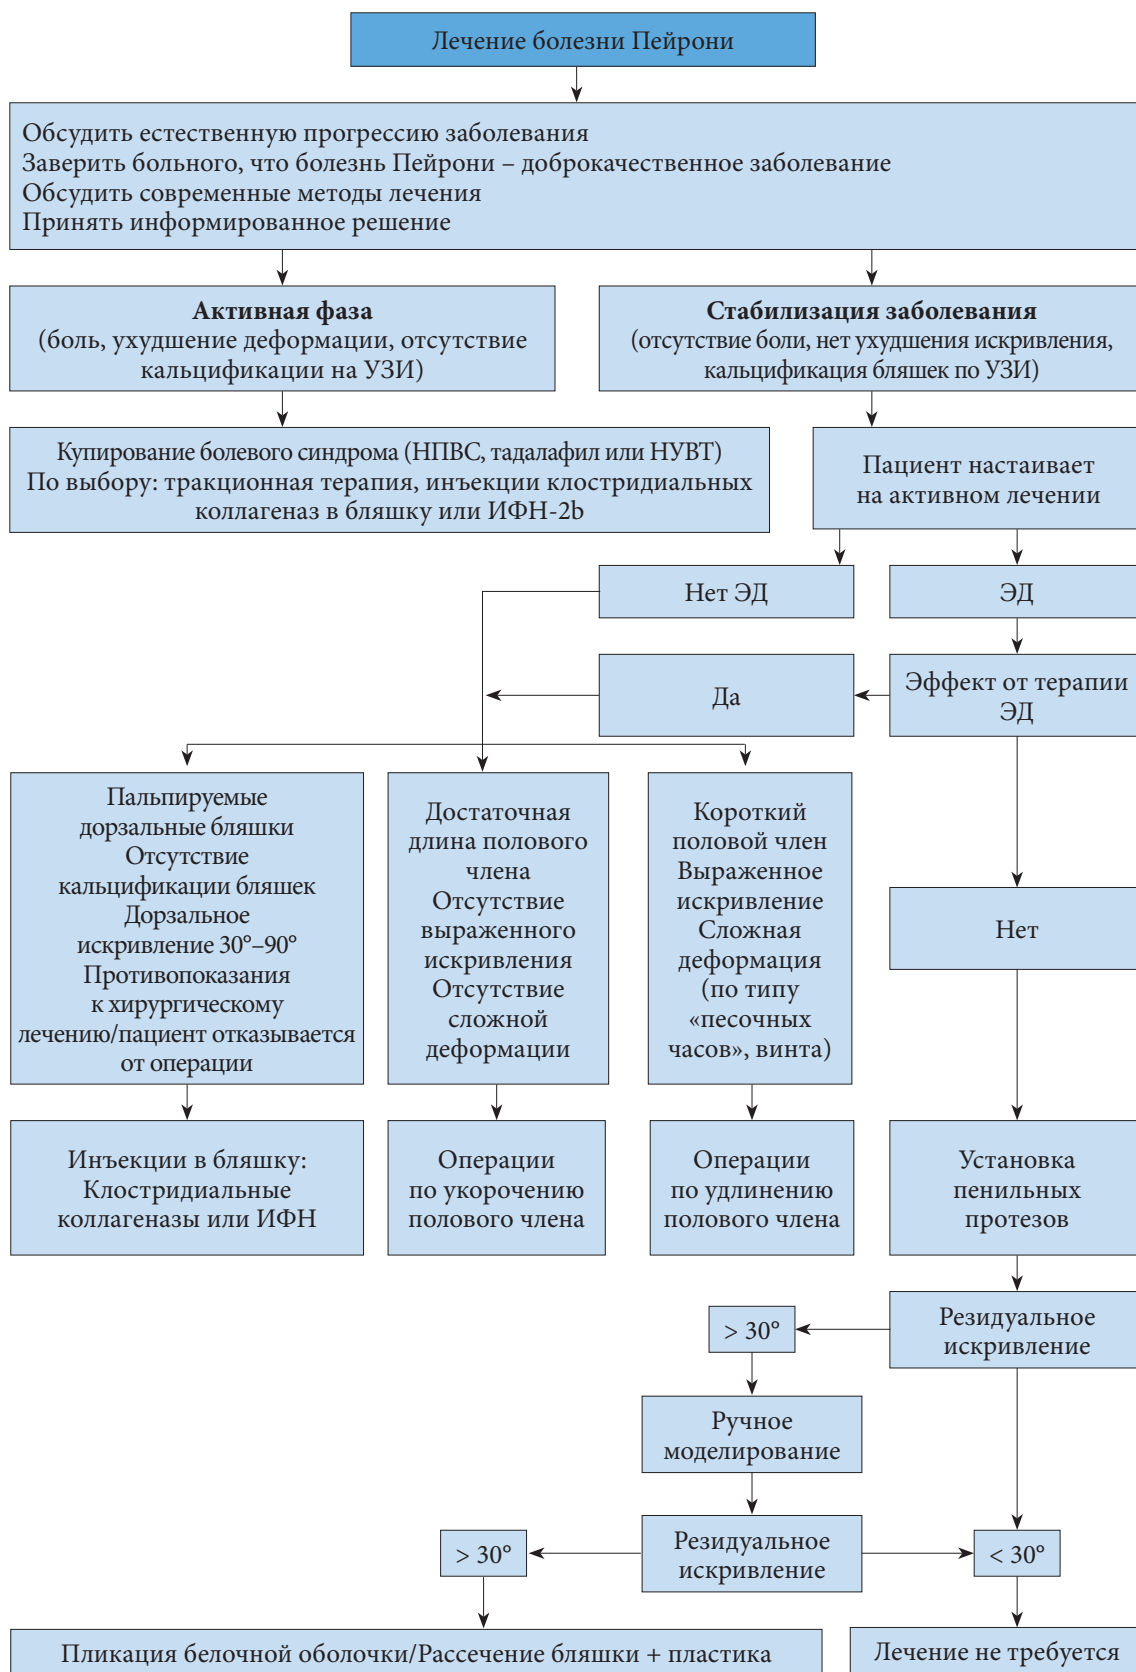 Лечение болезни Пейрони
Обсудить естественную прогрессию заболевания
Заверить больного, что болезнь Пейрони – доброкачественное заболевание
Обсудить современные методы лечения
Принять информированное решение
Активная фаза
(боль, ухудшение деформации, отсутствие
кальцификации на УЗИ)
Стабилизация заболевания
(отсутствие боли, нет ухудшения искривления,
кальцификация бляшек по УЗИ)
Купирование болевого синдрома (НПВС, тадалафил или НУВТ)
По выбору: тракционная терапия, инъекции клостридиальных
коллагеназ в бляшку или ИФН-2b
Пациент настаивает
на активном лечении
Нет ЭД
ЭД
Да
Эффект от терапии
ЭД
Пальпируемые
дорзальные бляшки
Отсутствие
кальцификации бляшек
Дорзальное
искривление 30°–90°
Противопоказания
к хирургическому
лечению/пациент отказывается
от операции
Достаточная
длина полового
члена
Отсутствие
выраженного
искривления
Отсутствие
сложной
деформации
Короткий
половой член
Выраженное
искривление
Сложная
деформация
(по типу
«песочных
часов», винта)
Нет
Инъекции в бляшку:
Клостридиальные
коллагеназы или ИФН
Операции
по укорочению
полового члена
Операции
по удлинению
полового члена
Установка
пенильных
протезов
> 30°
Резидуальное
искривление
Ручное
моделирование
> 30°
Резидуальное
искривление
< 30°
Пликация белочной оболочки/Рассечение бляшки + пластика
Лечение не требуется